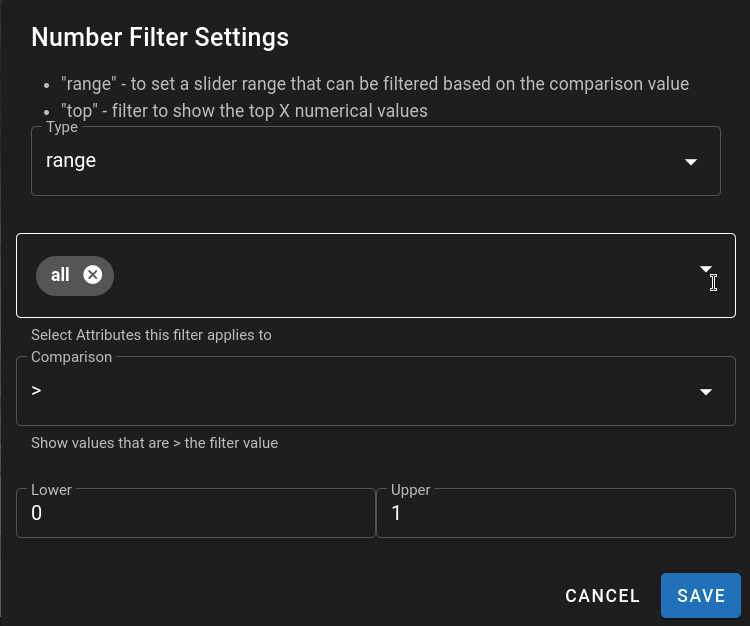 Number Filter Settings
• "range" - to set a slider range that can be filtered based on the comparison value
• "top" - filter to show the top X numerical values
Type
range
all
Select Attributes this filter applies to
Comparison
>
Show values that are > the filter value
Lower Upper
0 1
CANCEL SAVE